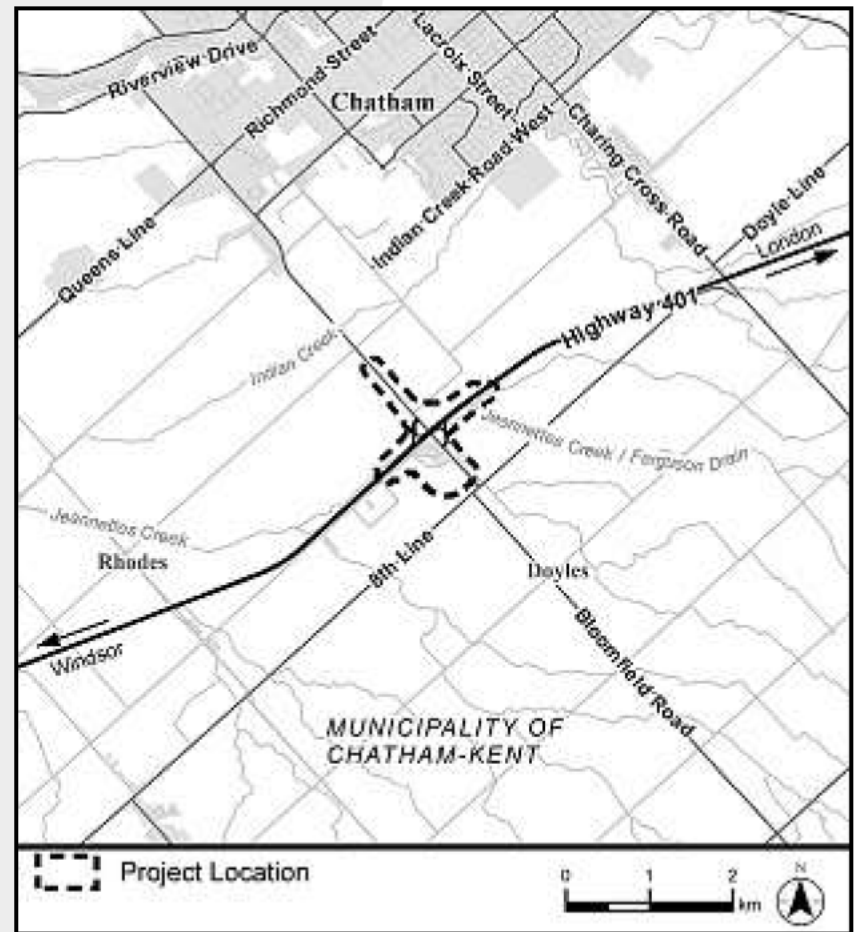 Riverview Drive
Richmond Street
Lacroix Street
Chatham
Charing Cross Road
Queens Line
Indian Creek Road West
Doyle Line
London
Highway 401
Indian Creek
Jeannettes Creek / Ferguson Drain
Jeannettes Creek
Rhodes
8th Line
Doyles
Windsor
Bloomfield Road
MUNICIPALITY OF
CHATHAM-KENT
Project Location
0 1 2
km
N